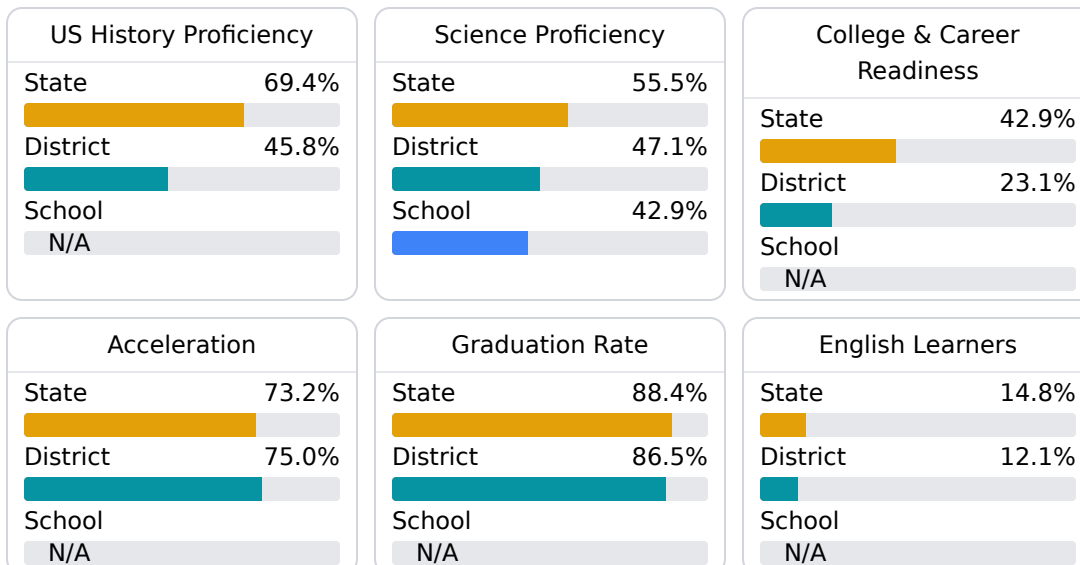 US History Proficiency
State 69.4%
District 45.8%
School
N/A
Science Proficiency
State 55.5%
District 47.1%
School 42.9%
College & Career
Readiness
State 42.9%
District 23.1%
School
N/A
Acceleration
State 73.2%
District 75.0%
School
N/A
Graduation Rate
State 88.4%
District 86.5%
School
N/A
English Learners
State 14.8%
District 12.1%
School
N/A